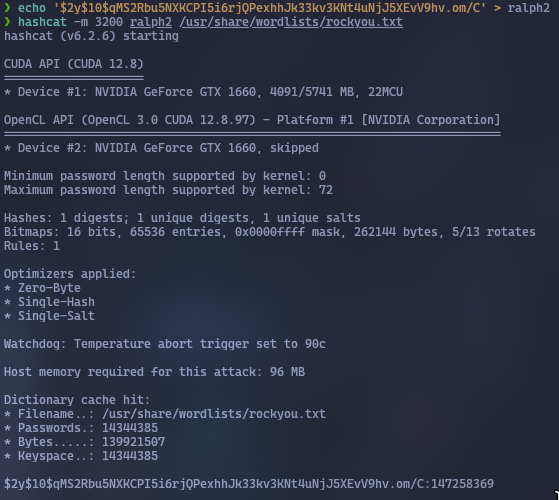 ❯ echo '$2y$10$qMS2Rbu5NXKCPI5i6rjQPexhhJk33kv3KNt4uNjJ5XEvV9hv.om/C' > ralph2
❯ hashcat -m 3200 ralph2 /usr/share/wordlists/rockyou.txt
hashcat (v6.2.6) starting

CUDA API (CUDA 12.8)
====================
* Device #1: NVIDIA GeForce GTX 1660, 4091/5741 MB, 22MCU

OpenCL API (OpenCL 3.0 CUDA 12.8.97) - Platform #1 [NVIDIA Corporation]
=======================================================================
* Device #2: NVIDIA GeForce GTX 1660, skipped

Minimum password length supported by kernel: 0
Maximum password length supported by kernel: 72

Hashes: 1 digests; 1 unique digests, 1 unique salts
Bitmaps: 16 bits, 65536 entries, 0x0000ffff mask, 262144 bytes, 5/13 rotates
Rules: 1

Optimizers applied:
* Zero-Byte
* Single-Hash
* Single-Salt

Watchdog: Temperature abort trigger set to 90c

Host memory required for this attack: 96 MB

Dictionary cache hit:
* Filename..: /usr/share/wordlists/rockyou.txt
* Passwords.: 14344385
* Bytes.....: 139921507
* Keyspace..: 14344385

$2y$10$qMS2Rbu5NXKCPI5i6rjQPexhhJk33kv3KNt4uNjJ5XEvV9hv.om/C:147258369